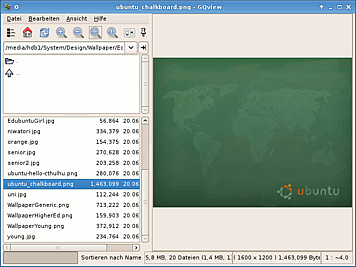 ubuntu_chalkboard.png - GQview
Datei Bearbeiten Ansicht Hilfe
/media/hdb1/System/Design/Wallpaper/Ec
.
..
EdubuntuGirl.jpg 56,864 20.06
niwatori.jpg 334,379 20.06
orange.jpg 154,375 20.06
senior.jpg 270,628 20.06
senior2.jpg 203,258 20.06
ubuntu-hello-cthulhu.png 280,076 20.06
ubuntu_chalkboard.png 1,463,099 20.06
uni.jpg 112,244 20.06
WallpaperGeneric.png 713,222 20.06
WallpaperHigherEd.png 159,903 20.06
WallpaperYoung.png 372,912 20.06
young.jpg 234,764 20.06
ubuntu
Sortieren nach Name 5,8 MB, 20 Dateien (1,4 MB, 1) ( 1600 x 1200 ) 1,463,099 Byte 1 : ~4,0